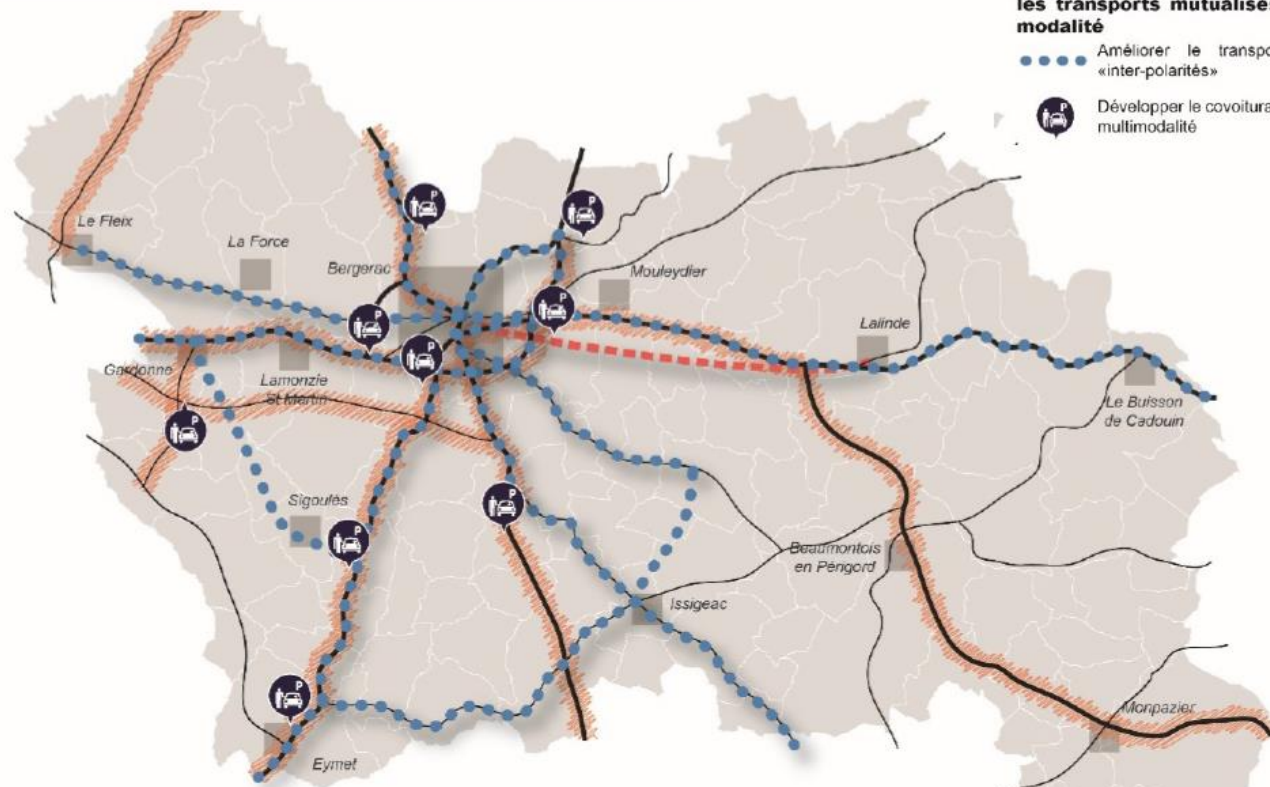 les transports mutualisés
modalité
Améliorer le transpo
«inter-polarités»
Développer le covoitura
multimodalité
P
P
Le Fleix
La Force
Bergerac
Mouleydier
P
P
Lalinde
P
Gardonne
Lamonzie
St Martin
Le Buisson
de Cadouin
P
P
Sigoulès
P
Beaumontois
en Périgord
Issigeac
P
Monpazier
Eymet